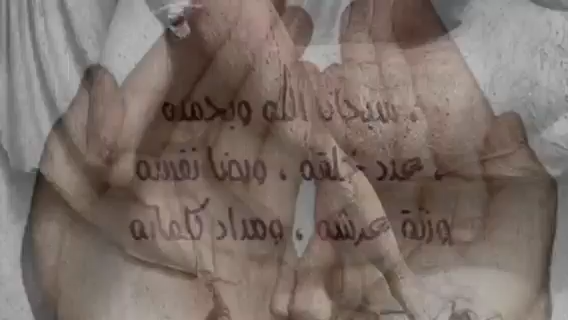 . سبحان الله وبحمده
. عدد خلقه . ورضا نفسه
وزنة عرشه . ومداد كلماته